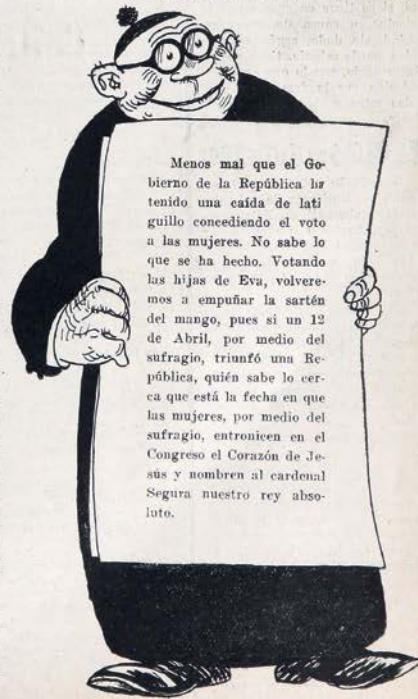 Menos mal que el Go-
bierno de la República ha
tenido una caída de lati
guillo concediendo el voto
a las mujeres. No sabe lo
que se ha hecho. Votando
las hijas de Eva, volvere-
mos a empuñar la sartén
del mango, pues si un 12
de Abril, por medio del
sufragio, triunfó una Re-
pública, quién sabe lo cer-
ca que está la fecha en que
las mujeres, por medio del
sufragio, entronicen en el
Congreso el Corazón de Je-
sús y nombren al cardenal
Segura nuestro rey abso-
luto.